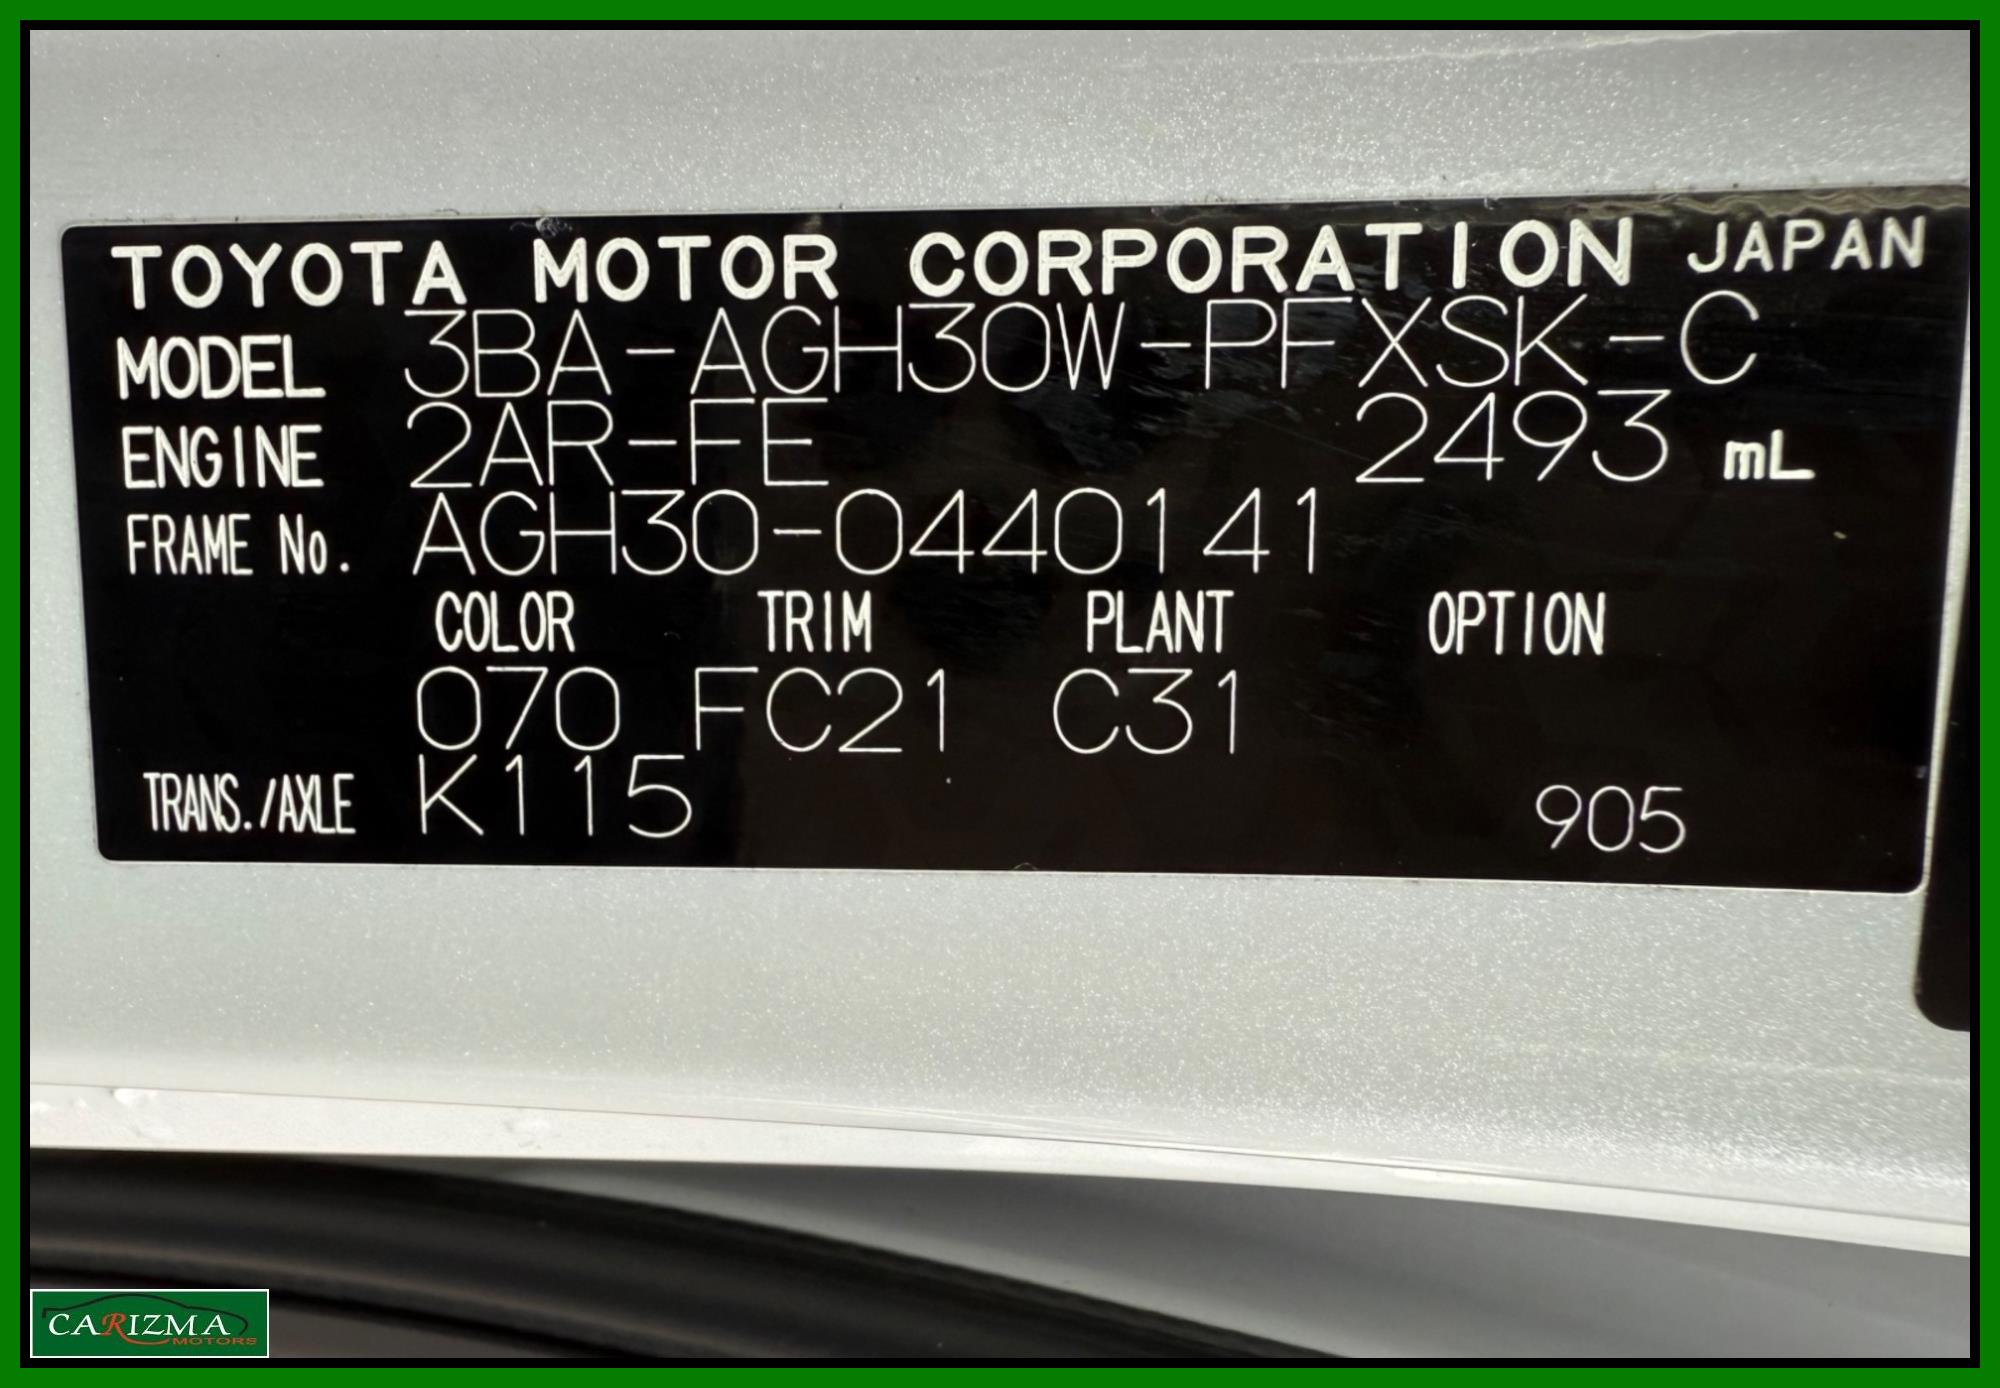 TOYOTA MOTOR CORPORATION JAPAN
MODEL 3BA-AGH30W-PFXSK-C
ENGINE 2AR-FE 2493 mL
FRAME No. AGH30-0440141
COLOR TRIM PLANT OPTION
070 FC21 C31
TRANS./AXLE K115 905
CARIZMA
MOTORS